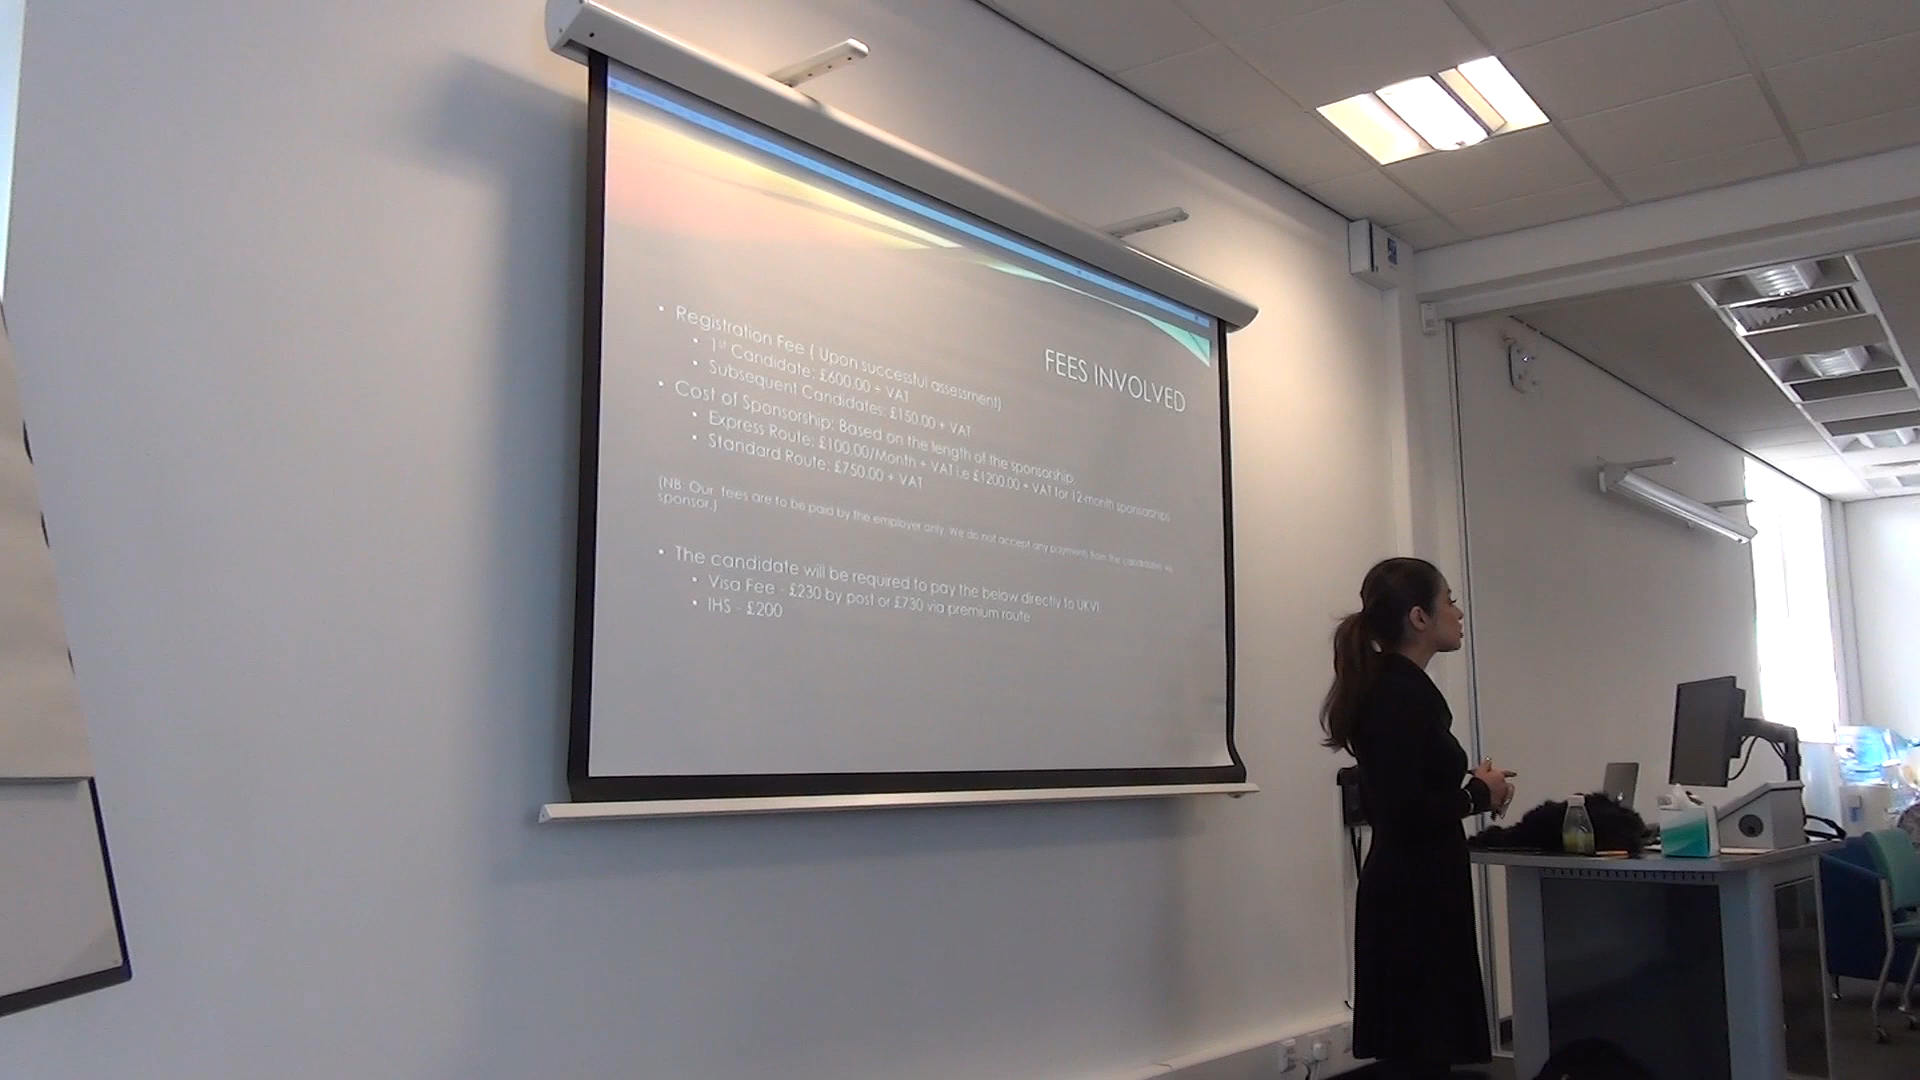 FEES INVOLVED
• Registration Fee ( Upon successful assessment)
• 1st Candidate: £600.00 + VAT
• Subsequent Candidates: £150.00 + VAT
• Cost of Sponsorship: Based on the length of the sponsorship
• Express Route: £100.00/Month + VAT i.e £1200.00 + VAT for 12-month sponsorships
• Standard Route: £750.00 + VAT
(NB: Our fees are to be paid by the employer only. We do not accept any payments from the candidates
sponsor.)
• The candidate will be required to pay the below directly to UKVI
• Visa Fee - £230 by post or £730 via premium route
• IHS - £200